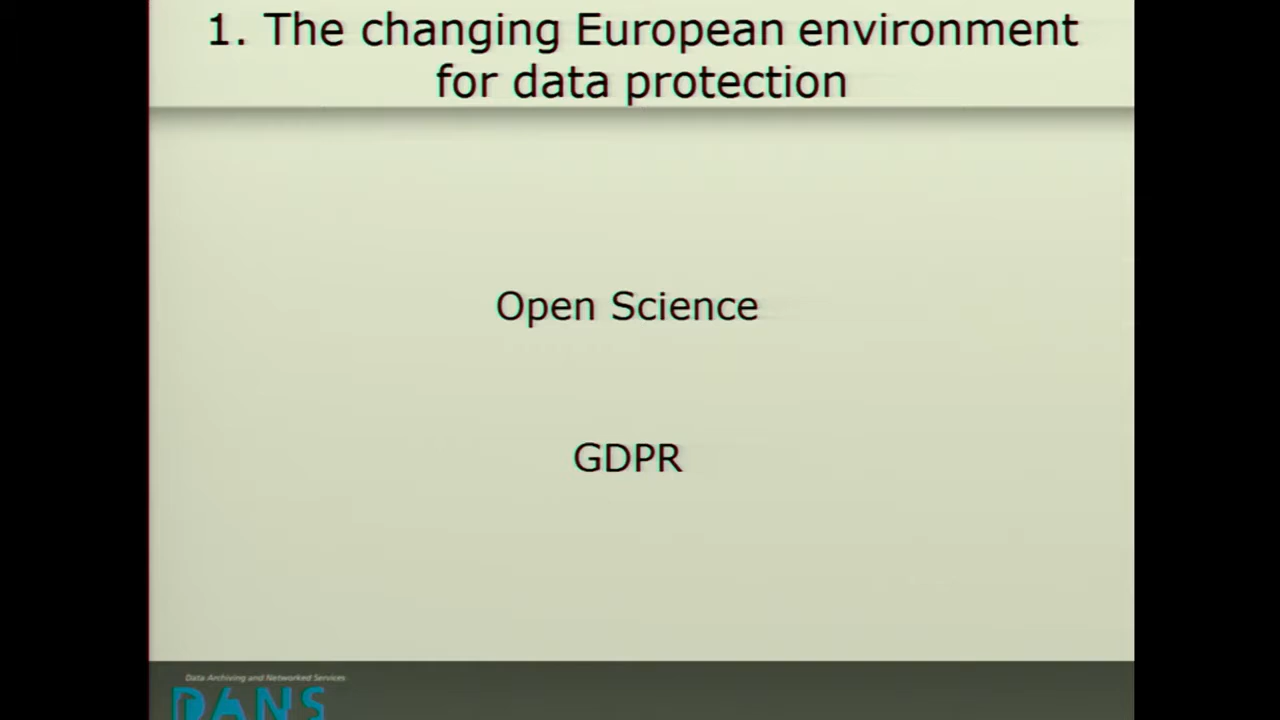 1. The changing European environment
for data protection
Open Science
GDPR
Data Archiving and Networked Services
DANS